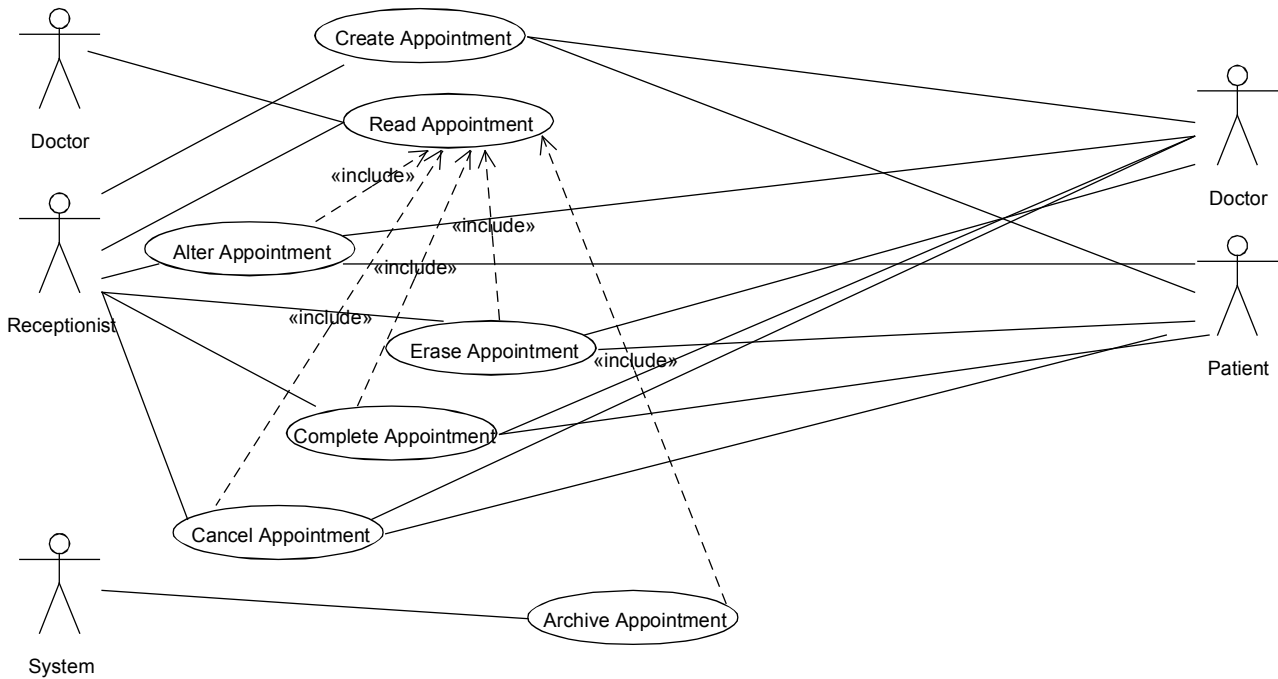 Create Appointment
Doctor
Read Appointment
Doctor
«include»
Receptionist
Alter Appointment
«include»
«include»
«include»
Erase Appointment
«include»
Patient
Complete Appointment
Cancel Appointment
Archive Appointment
System